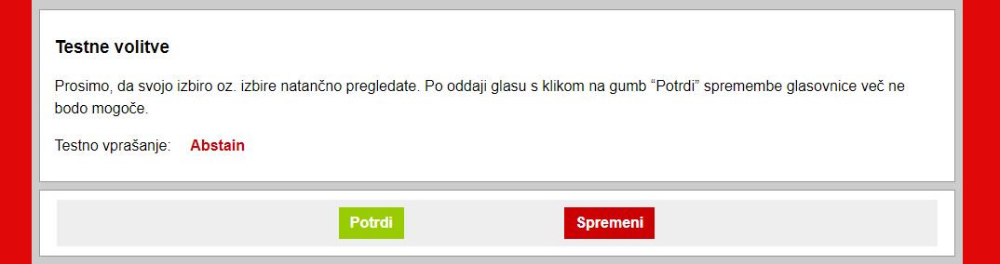 Testne volitve
Prosimo, da svojo izbiro oz. izbire natančno pregledate. Po oddaji glasu s klikom na gumb “Potrdi” spremembe glasovnice več ne
bodo mogoče.
Testno vprašanje: Abstain
Potrdi Spremeni